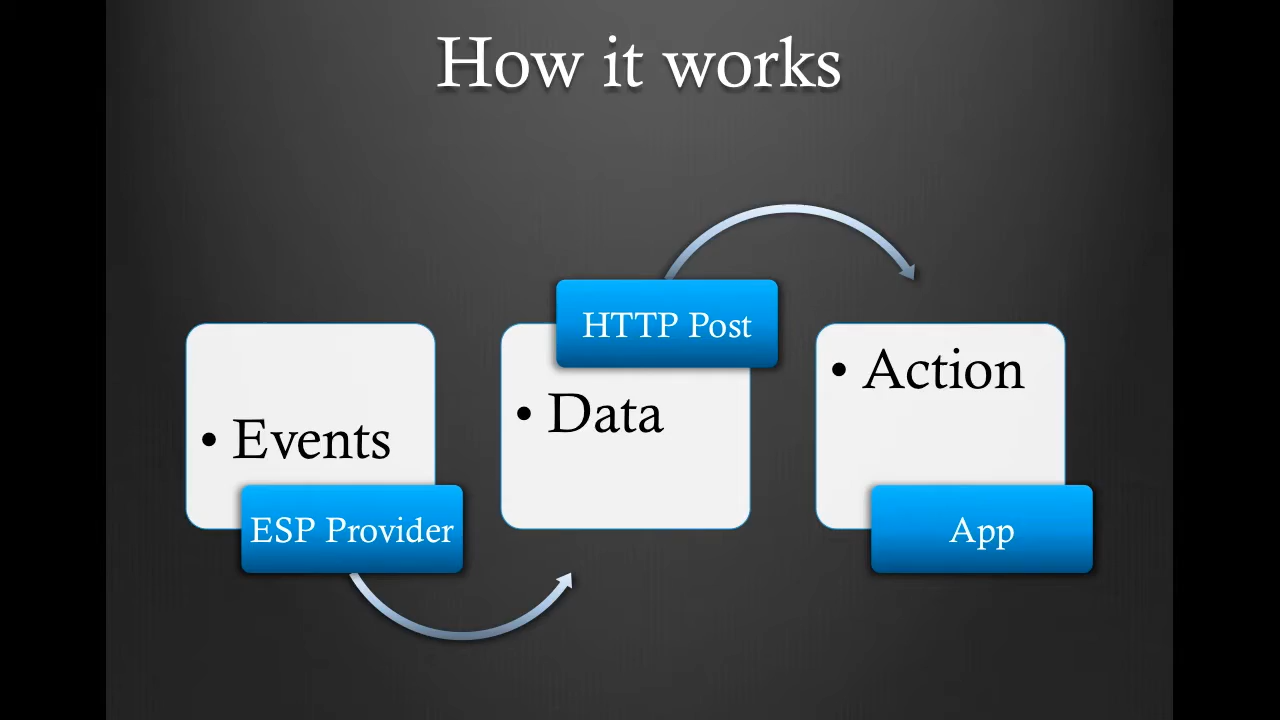 How it works
• Events
ESP Provider
HTTP Post
• Data
• Action
App